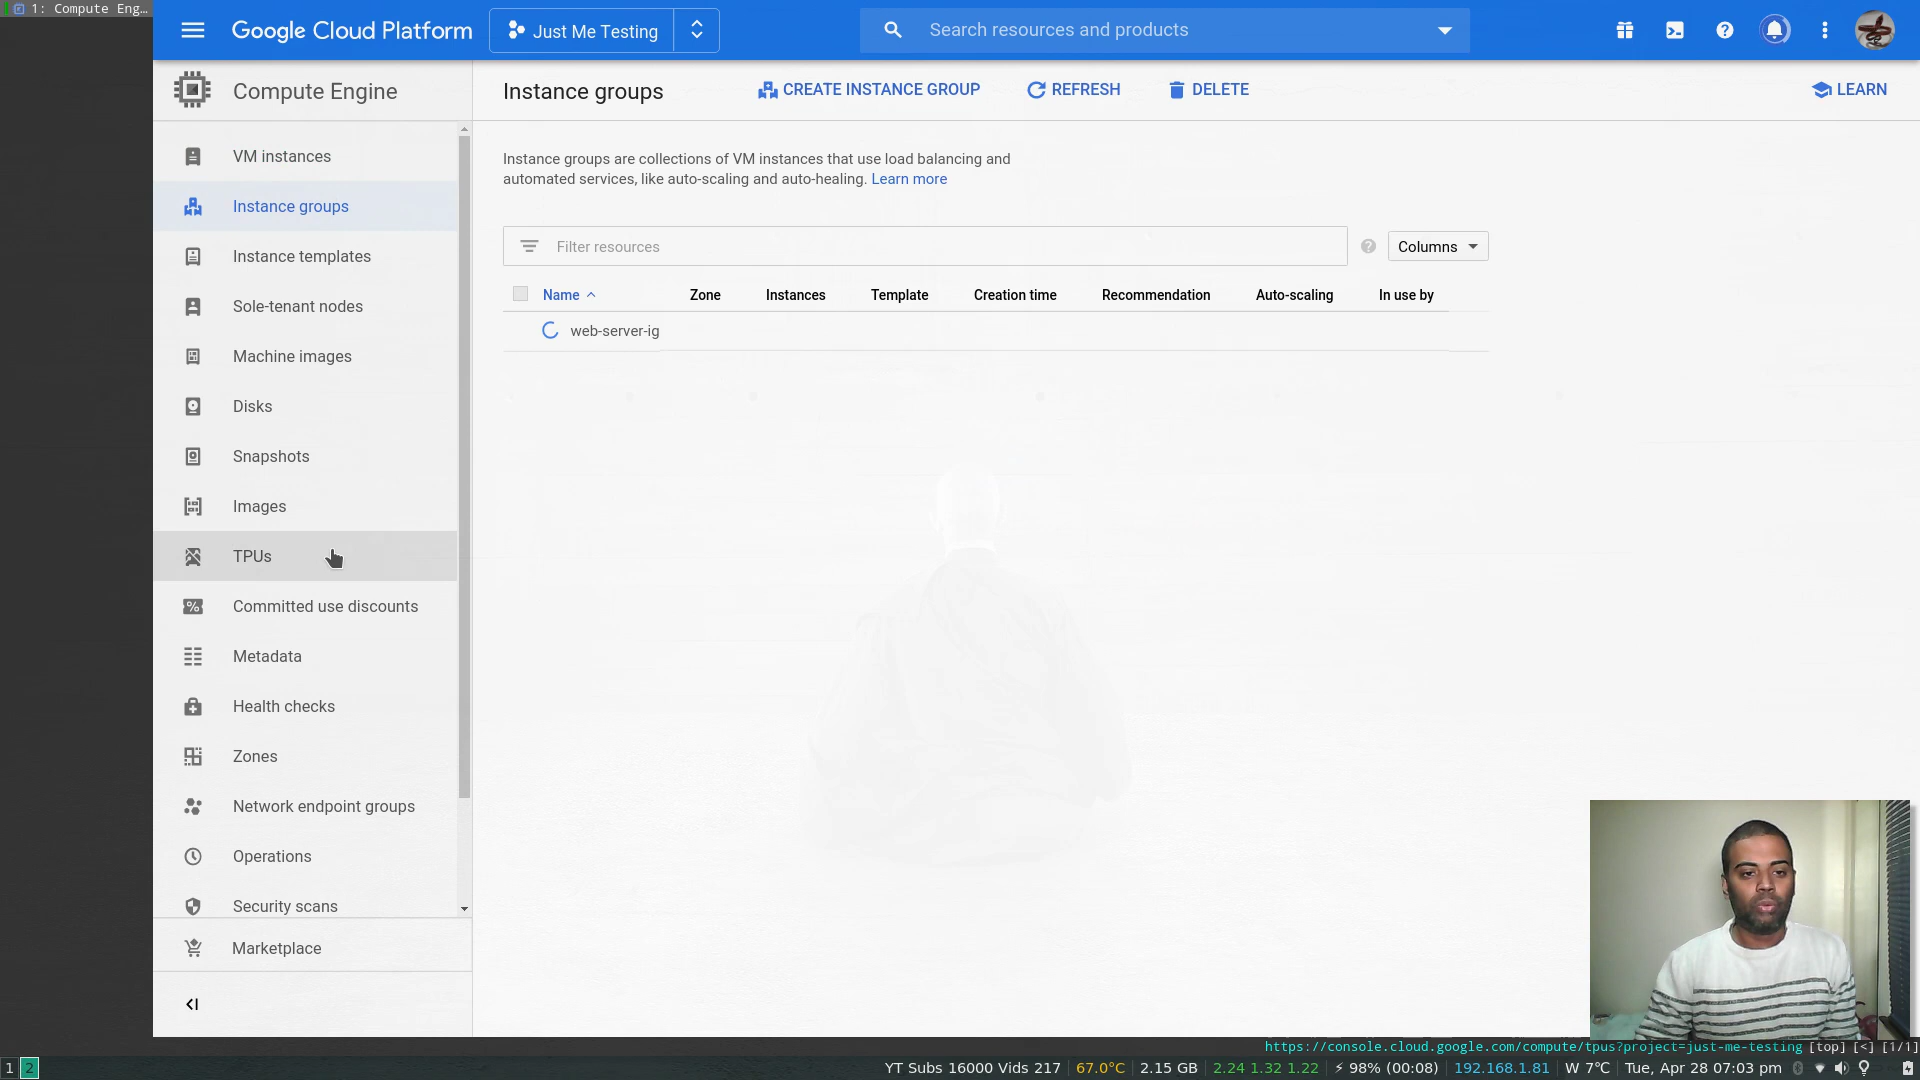 1: Compute Eng…
Google Cloud Platform
Just Me Testing
Search resources and products
Compute Engine
Instance groups
CREATE INSTANCE GROUP
REFRESH
DELETE
LEARN
VM instances
Instance groups
Instance templates
Sole-tenant nodes
Machine images
Disks
Snapshots
Images
TPUs
Committed use discounts
Metadata
Health checks
Zones
Network endpoint groups
Operations
Security scans
Marketplace
Instance groups are collections of VM instances that use load balancing and
automated services, like auto-scaling and auto-healing. Learn more
Filter resources
Columns
Name Zone Instances Template Creation time Recommendation Auto-scaling In use by
web-server-ig
https://console.cloud.google.com/compute/tpus?project=just-me-testing [top] [<] [1/1]
1 2 YT Subs 16000 Vids 217 67.0°C 2.15 GB 2.24 1.32 1.22 ⚡ 98% (00:08) 192.168.1.81 W 7℃ Tue, Apr 28 07:03 pm